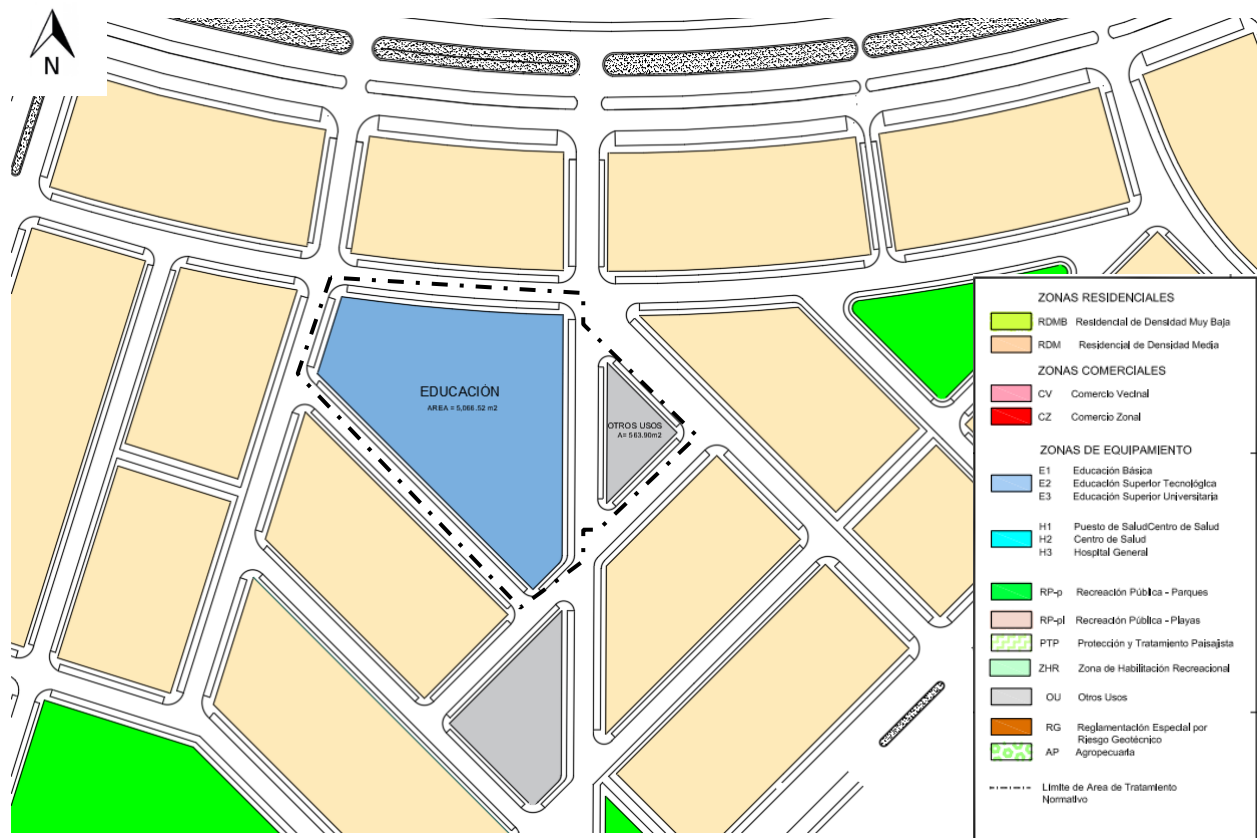 N
EDUCACIÓN
AREA = 5,066.52 m2
OTROS USOS
A= 563.90m2
ZONAS RESIDENCIALES
RDMB Residencial de Densidad Muy Baja
RDM Residencial de Densidad Media
ZONAS COMERCIALES
CV Comercio Vecinal
CZ Comercio Zonal
ZONAS DE EQUIPAMIENTO
E1 Educación Básica
E2 Educación Superior Tecnológica
E3 Educación Superior Universitaria
H1 Puesto de SaludCentro de Salud
H2 Centro de Salud
H3 Hospital General
RP-p Recreación Pública - Parques
RP-pl Recreación Pública - Playas
PTP Protección y Tratamiento Paisajista
ZHR Zona de Habilitación Recreacional
OU Otros Usos
RG Reglamentación Especial por
Riesgo Geotécnico
AP Agropecuaria
Límite de Area de Tratamiento
Normativo